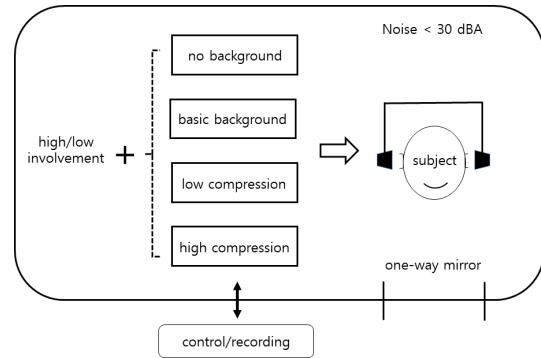 Noise < 30 dBA
no background
basic background
high/low
involvement
+
low compression
high compression
subject
one-way mirror
control/recording